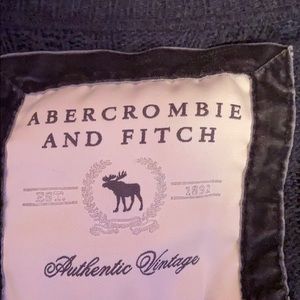 ABERCROMBIE
AND FITCH
EST. 1892
Authentic Vintage